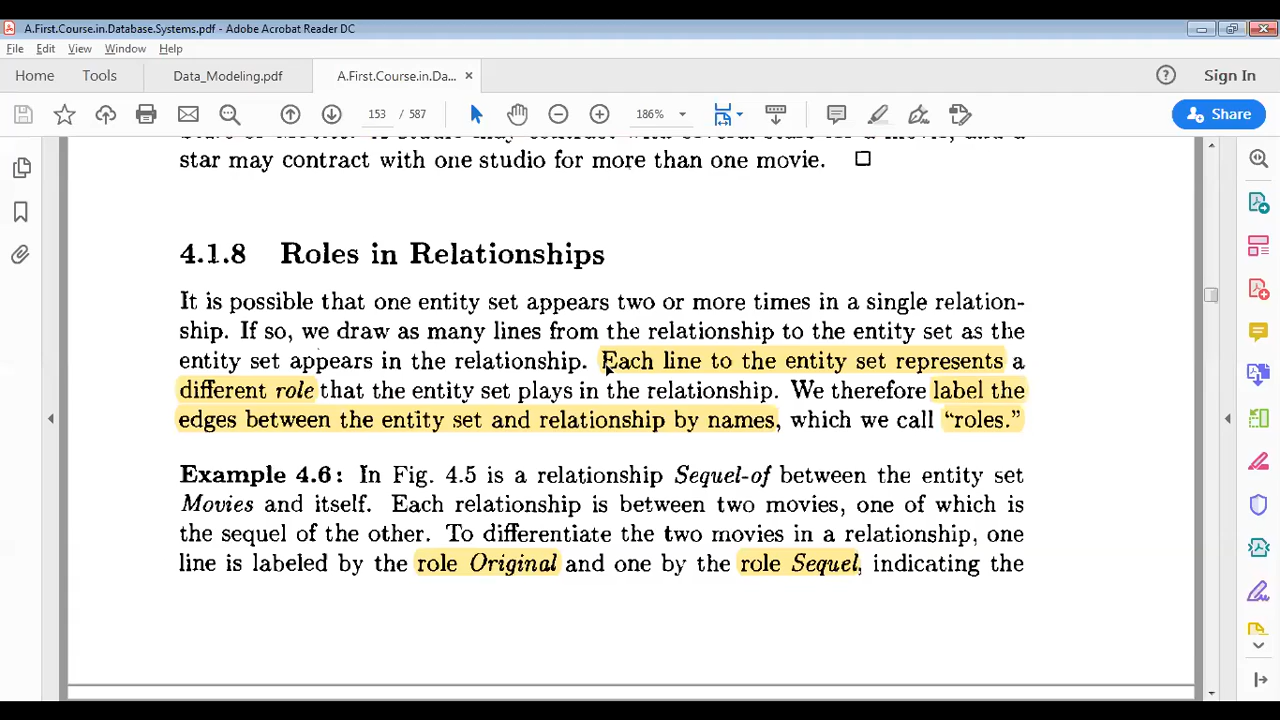 A.First.Course.in.Database.Systems.pdf - Adobe Acrobat Reader DC
File Edit View Window Help
Home Tools Data_Modeling.pdf A.First.Course.in.Da... × Sign In
153 / 587 186% Share
star may contract with one studio for more than one movie. □
4.1.8 Roles in Relationships
It is possible that one entity set appears two or more times in a single relation-
ship. If so, we draw as many lines from the relationship to the entity set as the
entity set appears in the relationship. Each line to the entity set represents a
different role that the entity set plays in the relationship. We therefore label the
edges between the entity set and relationship by names, which we call “roles.”
Example 4.6: In Fig. 4.5 is a relationship Sequel-of between the entity set
Movies and itself. Each relationship is between two movies, one of which is
the sequel of the other. To differentiate the two movies in a relationship, one
line is labeled by the role Original and one by the role Sequel, indicating the